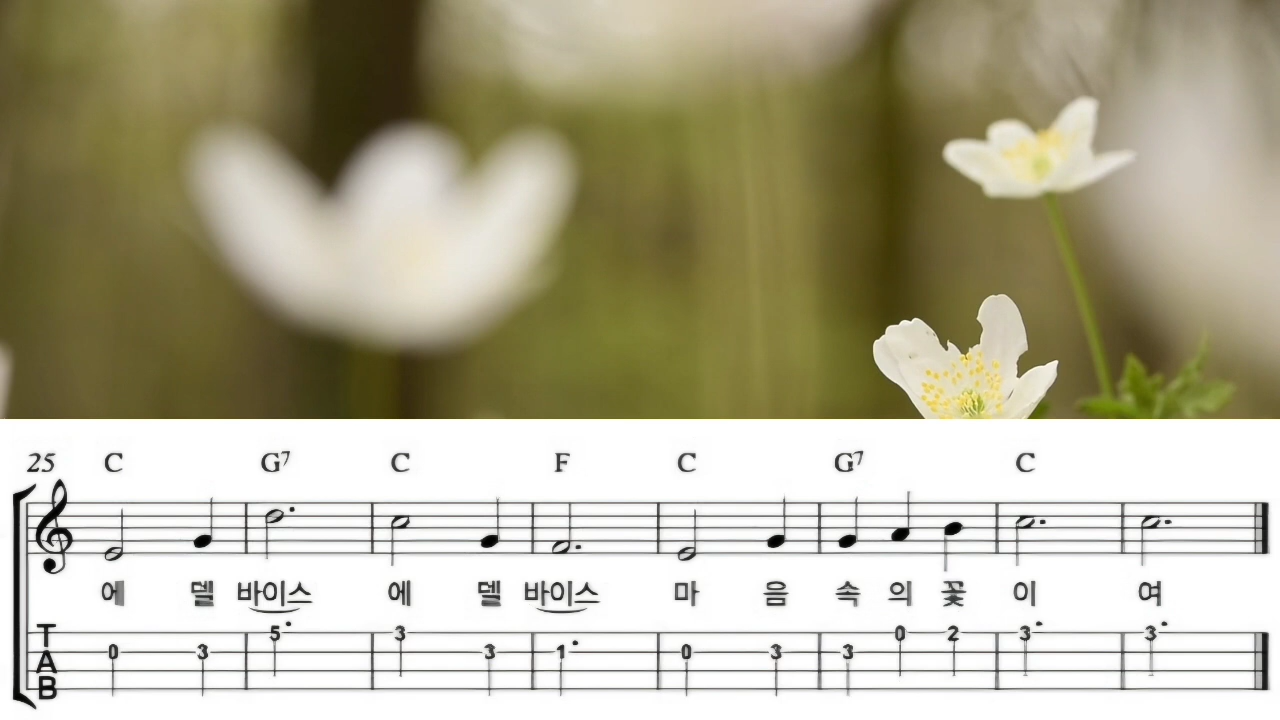 25 C G7 C F C G7 C
에 델 바이스 에 델 바이스 마 음 속 의 꽃 이 여
T A B
5 3 0 2 3 3
0 3 3 1 0 3 3